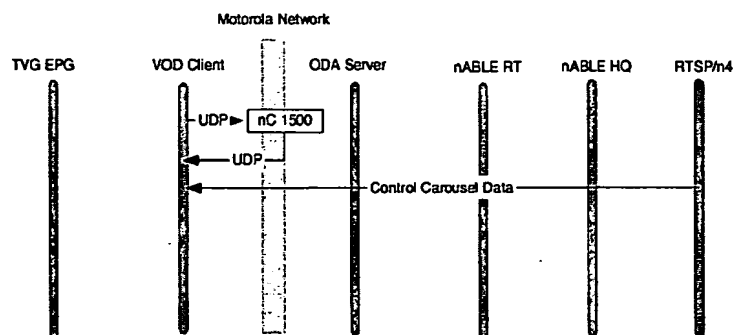 Motorola Network
TVG EPG
VOD Client
ODA Server
nABLE RT
nABLE HQ
RTSP/n4
UDP
nC 1500
UDP
Control Carousel Data